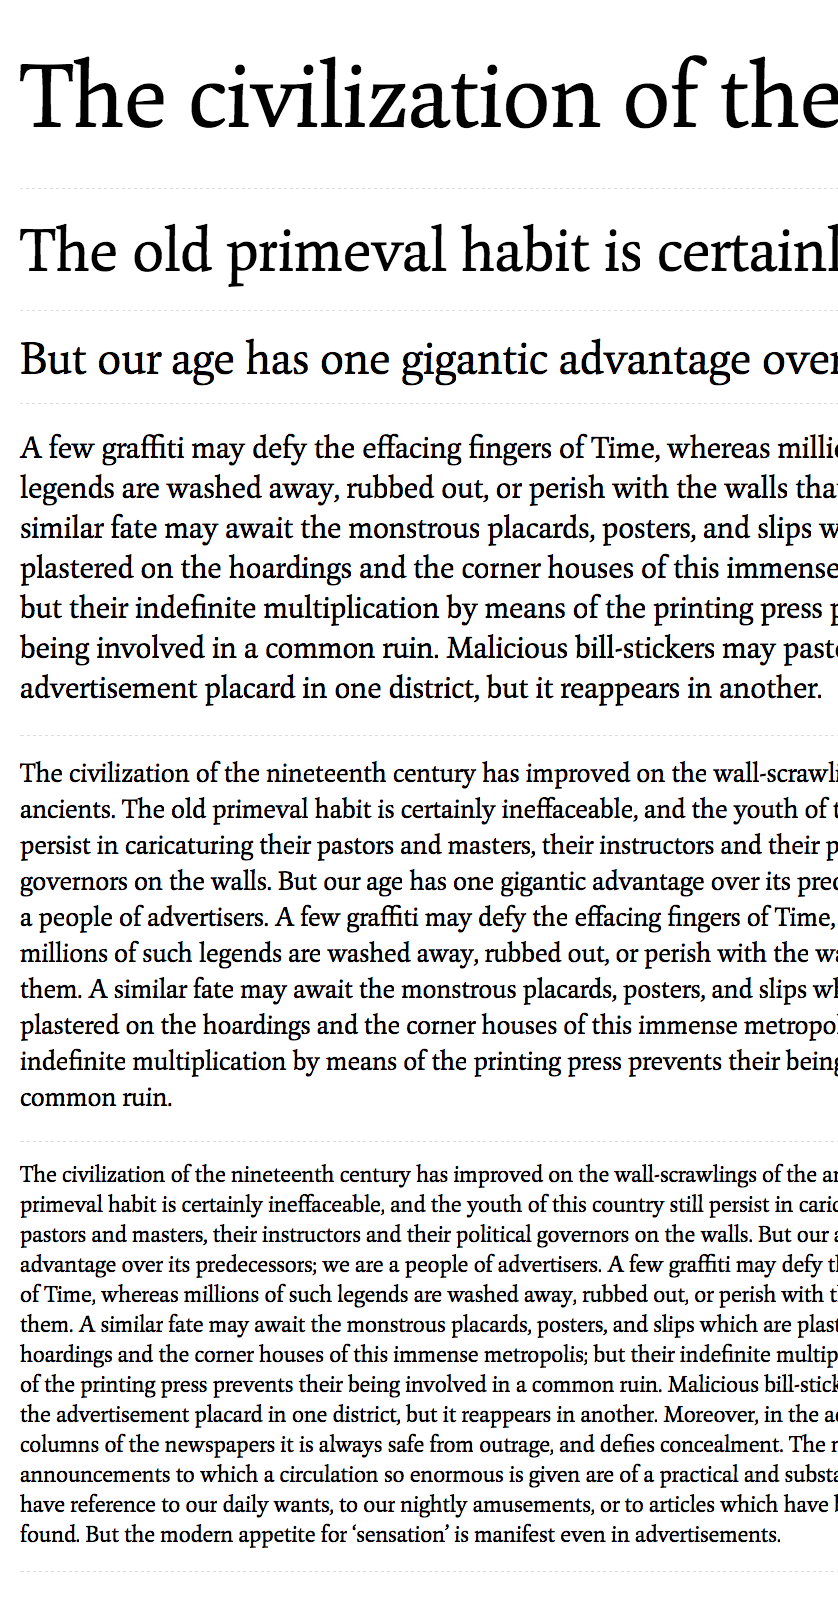 The civilization of the
The old primeval habit is certainl
But our age has one gigantic advantage over
A few graffiti may defy the effacing fingers of Time, whereas milli
legends are washed away, rubbed out, or perish with the walls tha
similar fate may await the monstrous placards, posters, and slips w
plastered on the hoardings and the corner houses of this immense
but their indefinite multiplication by means of the printing press p
being involved in a common ruin. Malicious bill-stickers may past
advertisement placard in one district, but it reappears in another.
The civilization of the nineteenth century has improved on the wall-scrawli
ancients. The old primeval habit is certainly ineffaceable, and the youth of t
persist in caricaturing their pastors and masters, their instructors and their p
governors on the walls. But our age has one gigantic advantage over its pred
a people of advertisers. A few graffiti may defy the effacing fingers of Time,
millions of such legends are washed away, rubbed out, or perish with the wa
them. A similar fate may await the monstrous placards, posters, and slips wh
plastered on the hoardings and the corner houses of this immense metropol
indefinite multiplication by means of the printing press prevents their being
common ruin.
The civilization of the nineteenth century has improved on the wall-scrawlings of the an
primeval habit is certainly ineffaceable, and the youth of this country still persist in caric
pastors and masters, their instructors and their political governors on the walls. But our a
advantage over its predecessors; we are a people of advertisers. A few graffiti may defy th
of Time, whereas millions of such legends are washed away, rubbed out, or perish with t
them. A similar fate may await the monstrous placards, posters, and slips which are plast
hoardings and the corner houses of this immense metropolis; but their indefinite multip
of the printing press prevents their being involved in a common ruin. Malicious bill-stick
the advertisement placard in one district, but it reappears in another. Moreover, in the ad
columns of the newspapers it is always safe from outrage, and defies concealment. The m
announcements to which a circulation so enormous is given are of a practical and substa
have reference to our daily wants, to our nightly amusements, or to articles which have b
found. But the modern appetite for ‘sensation’ is manifest even in advertisements.